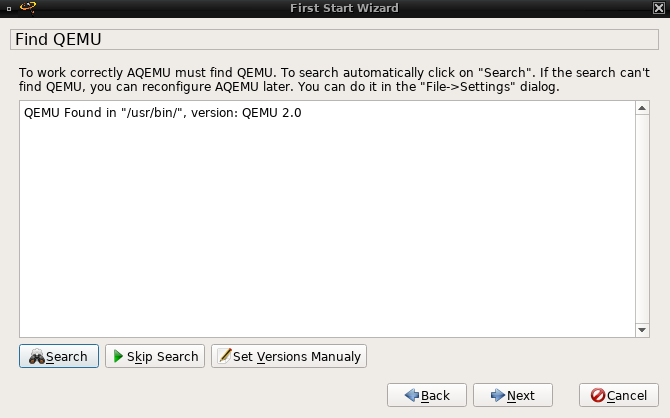 First Start Wizard
Find QEMU
To work correctly AQEMU must find QEMU. To search automatically click on "Search". If the search can't
find QEMU, you can reconfigure AQEMU later. You can do it in the "File->Settings" dialog.
QEMU Found in "/usr/bin/", version: QEMU 2.0
Search Skip Search Set Versions Manualy
Back Next Cancel